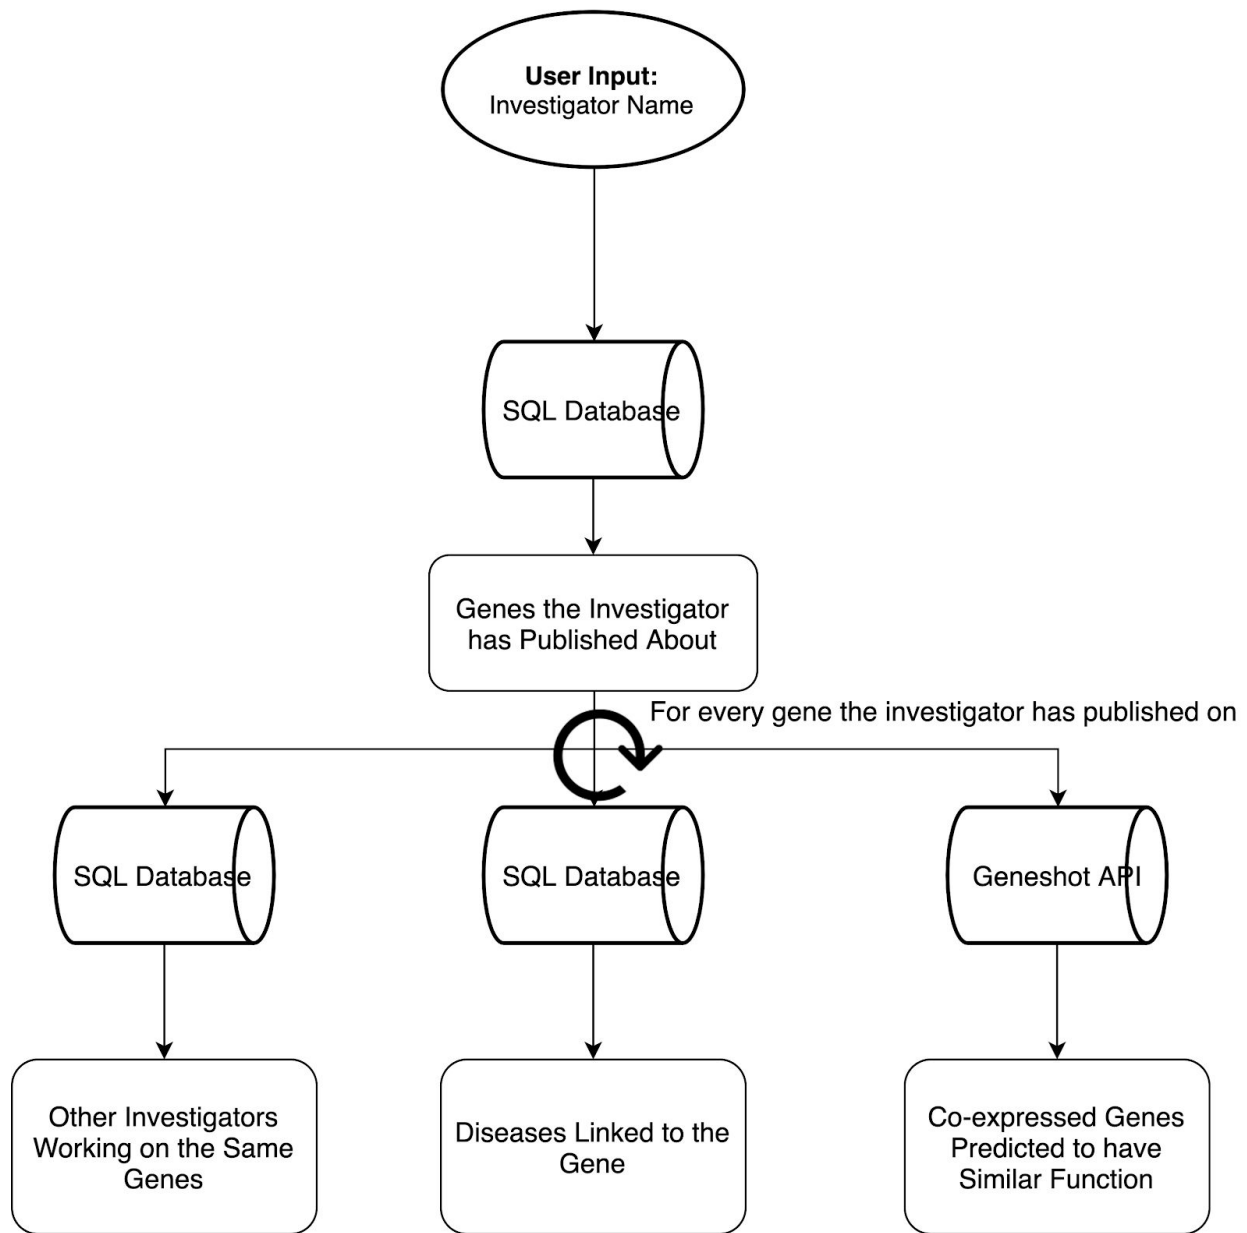 User Input:
Investigator Name
SQL Database
Genes the Investigator
has Published About
For every gene the investigator has published on
SQL Database
SQL Database
Geneshot API
Other Investigators
Working on the Same
Genes
Diseases Linked to the
Gene
Co-expressed Genes
Predicted to have
Similar Function